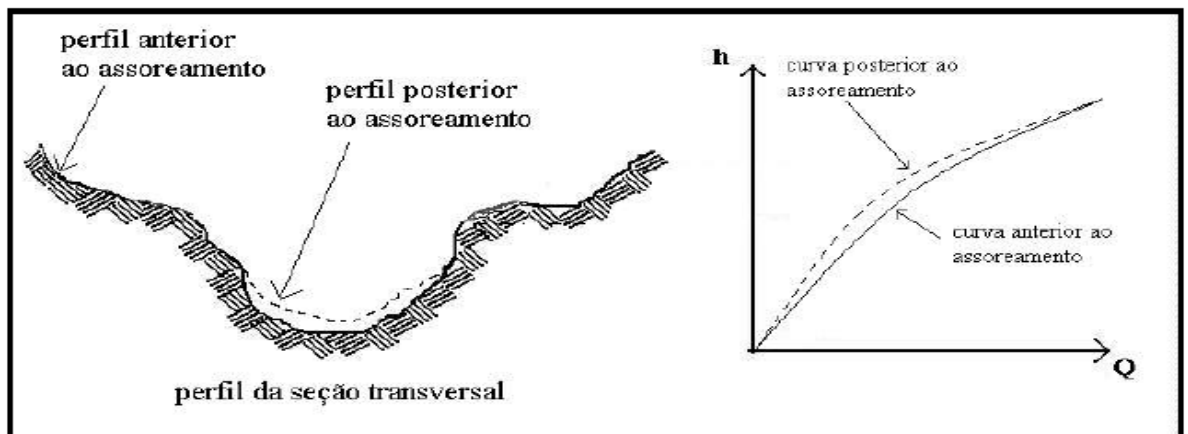 perfil anterior
ao assoreamento
perfil posterior
ao assoreamento
perfil da seção transversal
h
curva posterior ao
assoreamento
curva anterior ao
assoreamento
Q